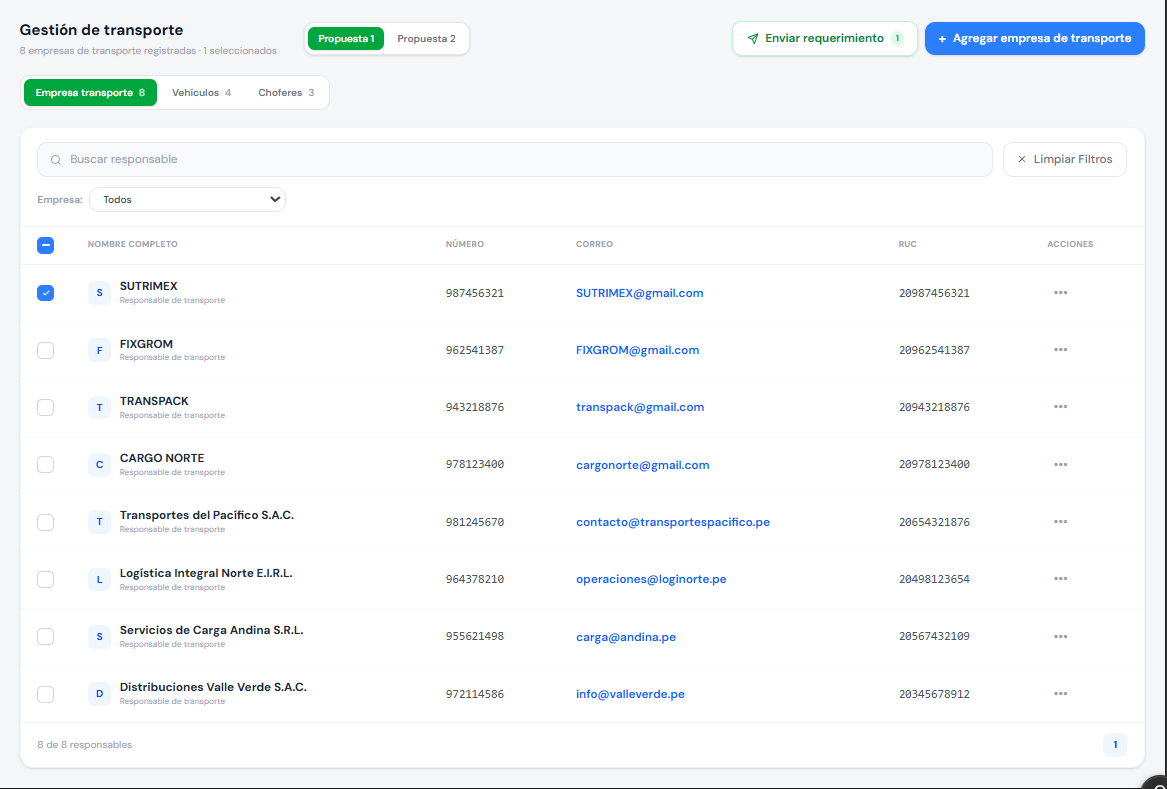 Gestión de transporte
8 empresas de transporte registradas · 1 seleccionados
Propuesta 1
Propuesta 2
Enviar requerimiento 1
+ Agregar empresa de transporte
Empresa transporte 8
Vehículos 4
Choferes 3
Buscar responsable
× Limpiar Filtros
Empresa: Todos
NOMBRE COMPLETO NÚMERO CORREO RUC ACCIONES
S SUTRIMEX 987456321 SUTRIMEX@gmail.com 20987456321 •••
Responsable de transporte
F FIXGROM 962541387 FIXGROM@gmail.com 20962541387 •••
Responsable de transporte
T TRANSPACK 943218876 transpack@gmail.com 20943218876 •••
Responsable de transporte
C CARGO NORTE 978123400 cargonorte@gmail.com 20978123400 •••
Responsable de transporte
T Transportes del Pacífico S.A.C. 981245670 contacto@transportespacifico.pe 20654321876 •••
Responsable de transporte
L Logística Integral Norte E.I.R.L. 964378210 operaciones@loginorte.pe 20498123654 •••
Responsable de transporte
S Servicios de Carga Andina S.R.L. 955621498 carga@andina.pe 20567432109 •••
Responsable de transporte
D Distribuciones Valle Verde S.A.C. 972114586 info@valleverde.pe 20345678912 •••
Responsable de transporte
8 de 8 responsables
1